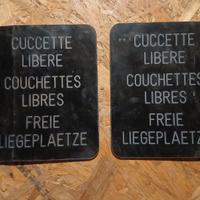 CUCCETTE
LIBERE
COUCHETTES
LIBRES
FREIE
LIEGEPLAETZE
CUCCETTE
LIBERE
COUCHETTES
LIBRES
FREIE
LIEGEPLAETZE